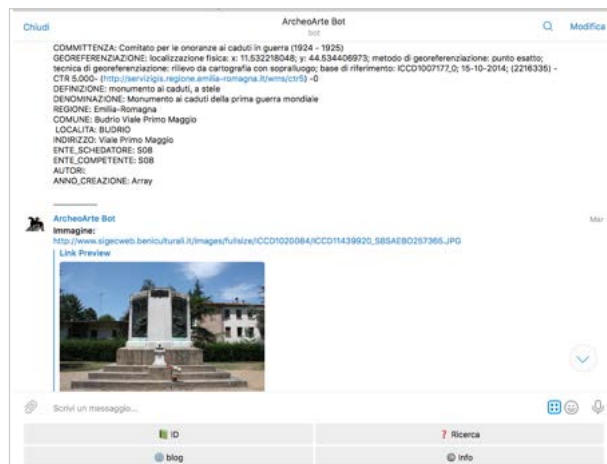 Chiudi
ArcheoArte Bot
bot
Modifica
COMMITTENZA: Comitato per le onoranze ai caduti in guerra (1924 - 1925)
GEOREFERENZIAZIONE: localizzazione fisica: x: 11.532218048; y: 44.534406973; metodo di georeferenziazione: punto esatto;
tecnica di georeferenziazione: rilievo da cartografia con sopralluogo; base di riferimento: ICCD1007177_0; 15-10-2014; (2216335) -
CTR 5.000- (http://servizigis.regione.emilia-romagna.it/wms/ctr5) -0
DEFINIZIONE: monumento ai caduti, a stele
DENOMINAZIONE: Monumento ai caduti della prima guerra mondiale
REGIONE: Emilia-Romagna
COMUNE: Budrio Viale Primo Maggio
LOCALITA: BUDRIO
INDIRIZZO: Viale Primo Maggio
ENTE_SCHEDATORE: S08
ENTE_COMPETENTE: S08
AUTORI:
ANNO_CREAZIONE: Array
ArcheoArte Bot
Mar
Immagine:
http://www.sigecweb.beniculturali.it/images/fullsize/ICCD1020084/ICCD11439920_SBSAEBO257365.JPG
Link Preview
Scrivi un messaggio...
ID
? Ricerca
blog
© Info